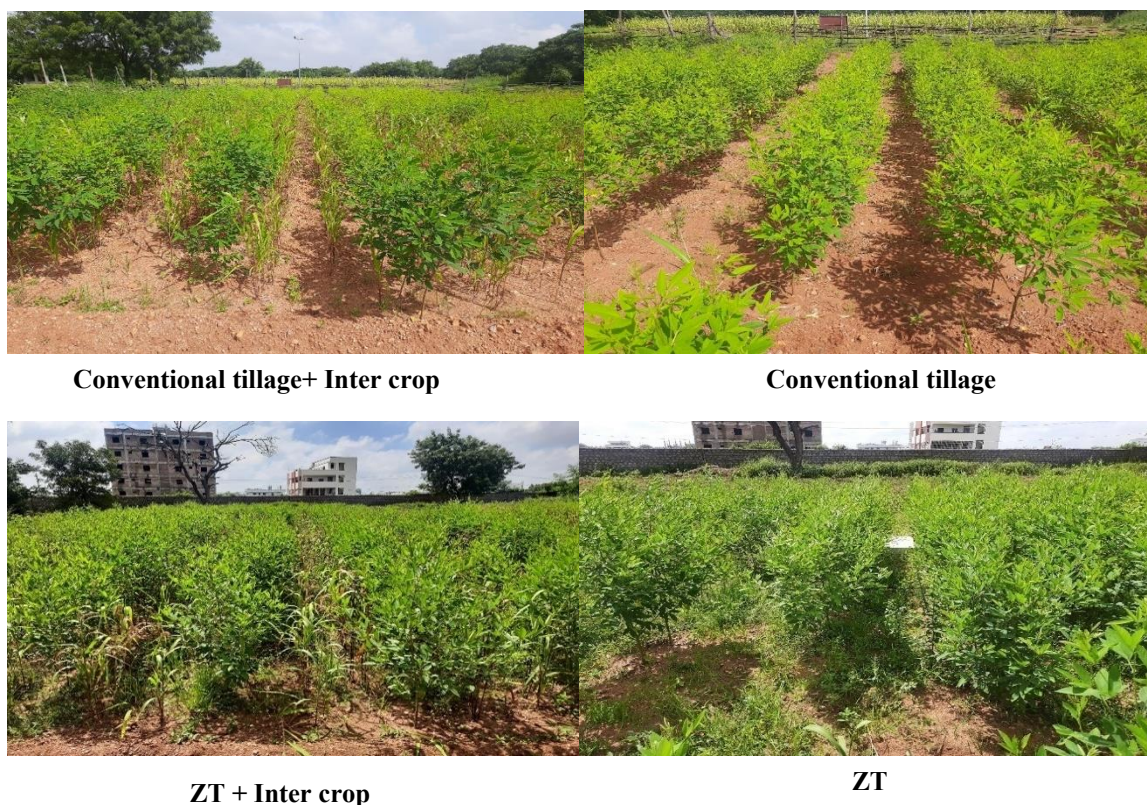 Conventional tillage+ Inter crop
Conventional tillage
ZT + Inter crop
ZT